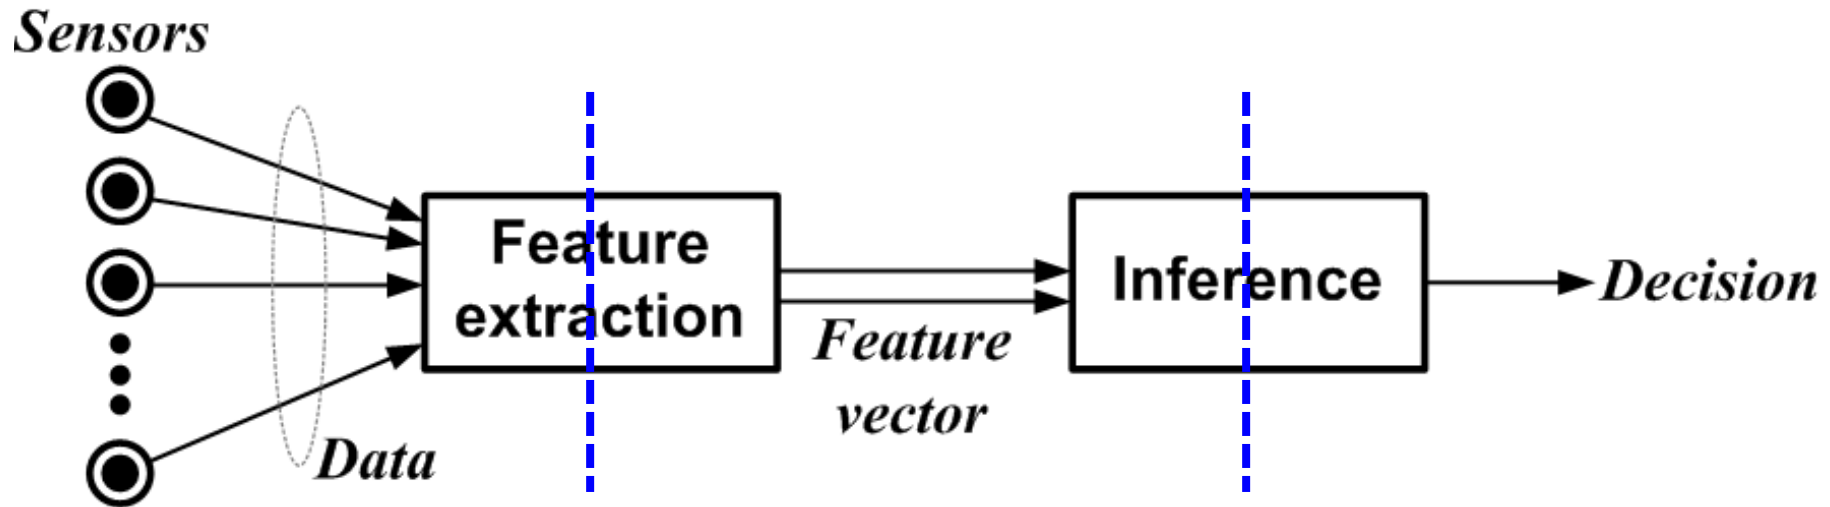 Sensors
Feature
extraction
Inference
Decision
Feature
vector
Data